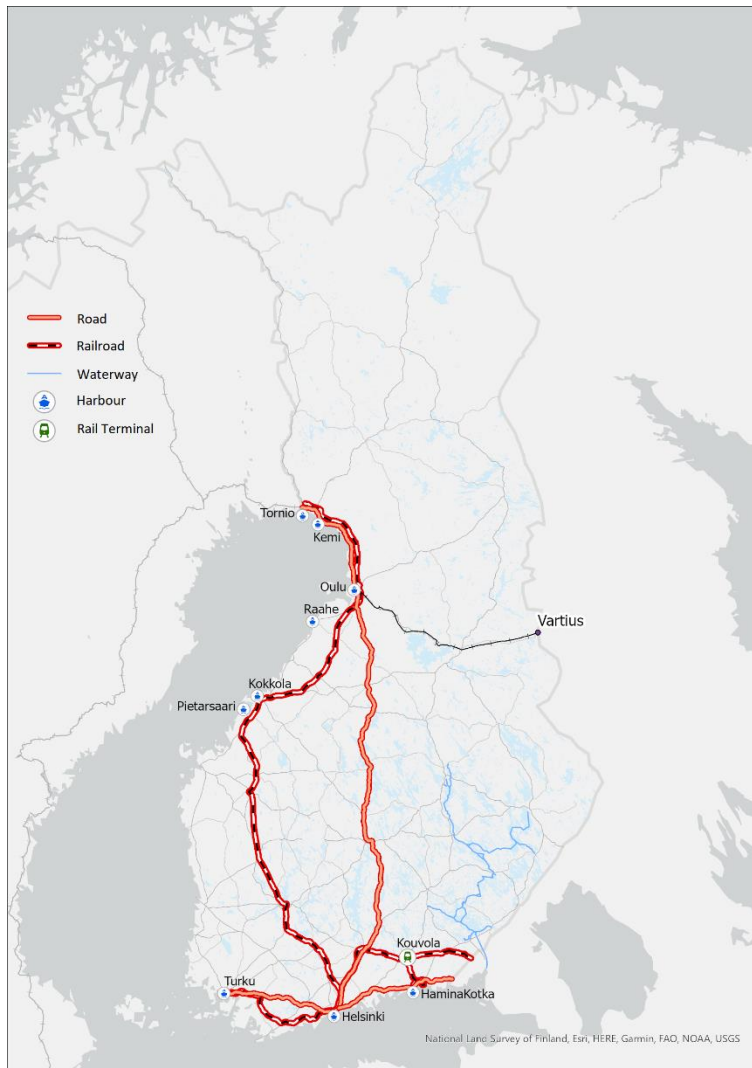 Road
Railroad
Waterway
Harbour
Rail Terminal
Tornio
Kemi
Oulu
Raahe
Vartius
Kokkola
Pietarsaari
Kouvola
Turku
HaminaKotka
Helsinki
National Land Survey of Finland, Esri, HERE, Garmin, FAO, NOAA, USGS